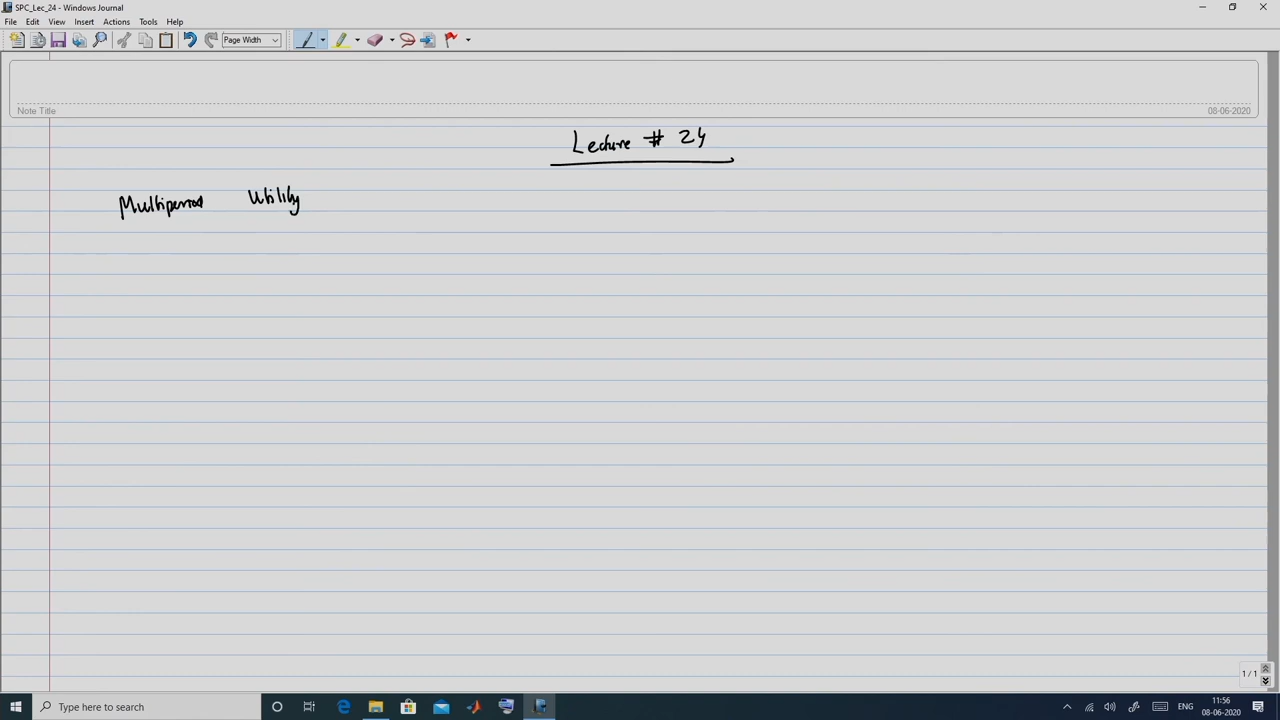 SPC_Lec_24 - Windows Journal
File Edit View Insert Actions Tools Help
Page Width
Note Title
08-06-2020
Lecture # 24
Multiperiod Utility
1 / 1
Type here to search
ENG
11:56
08-06-2020